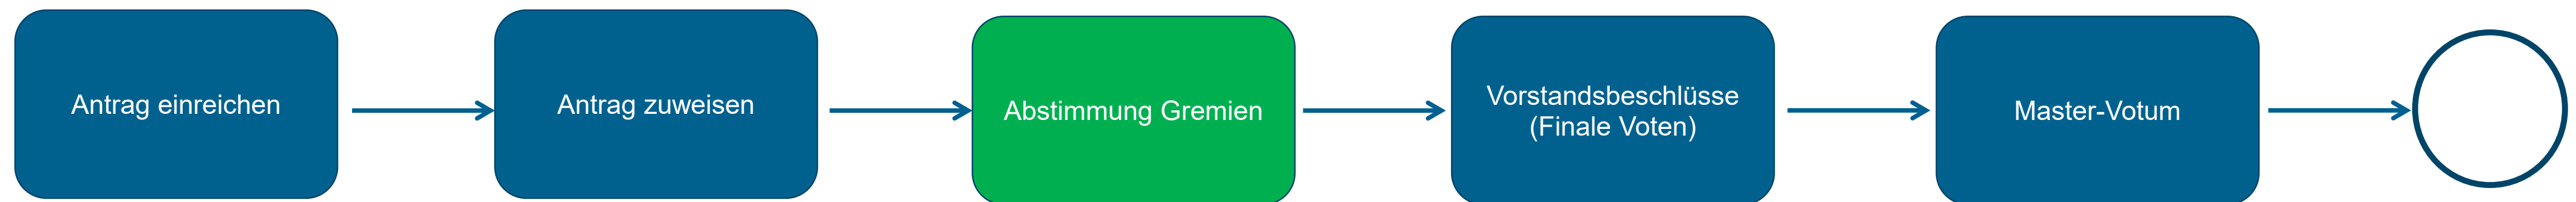 Antrag einreichen
Antrag zuweisen
Abstimmung Gremien
Vorstandsbeschlüsse
(Finale Voten)
Master-Votum